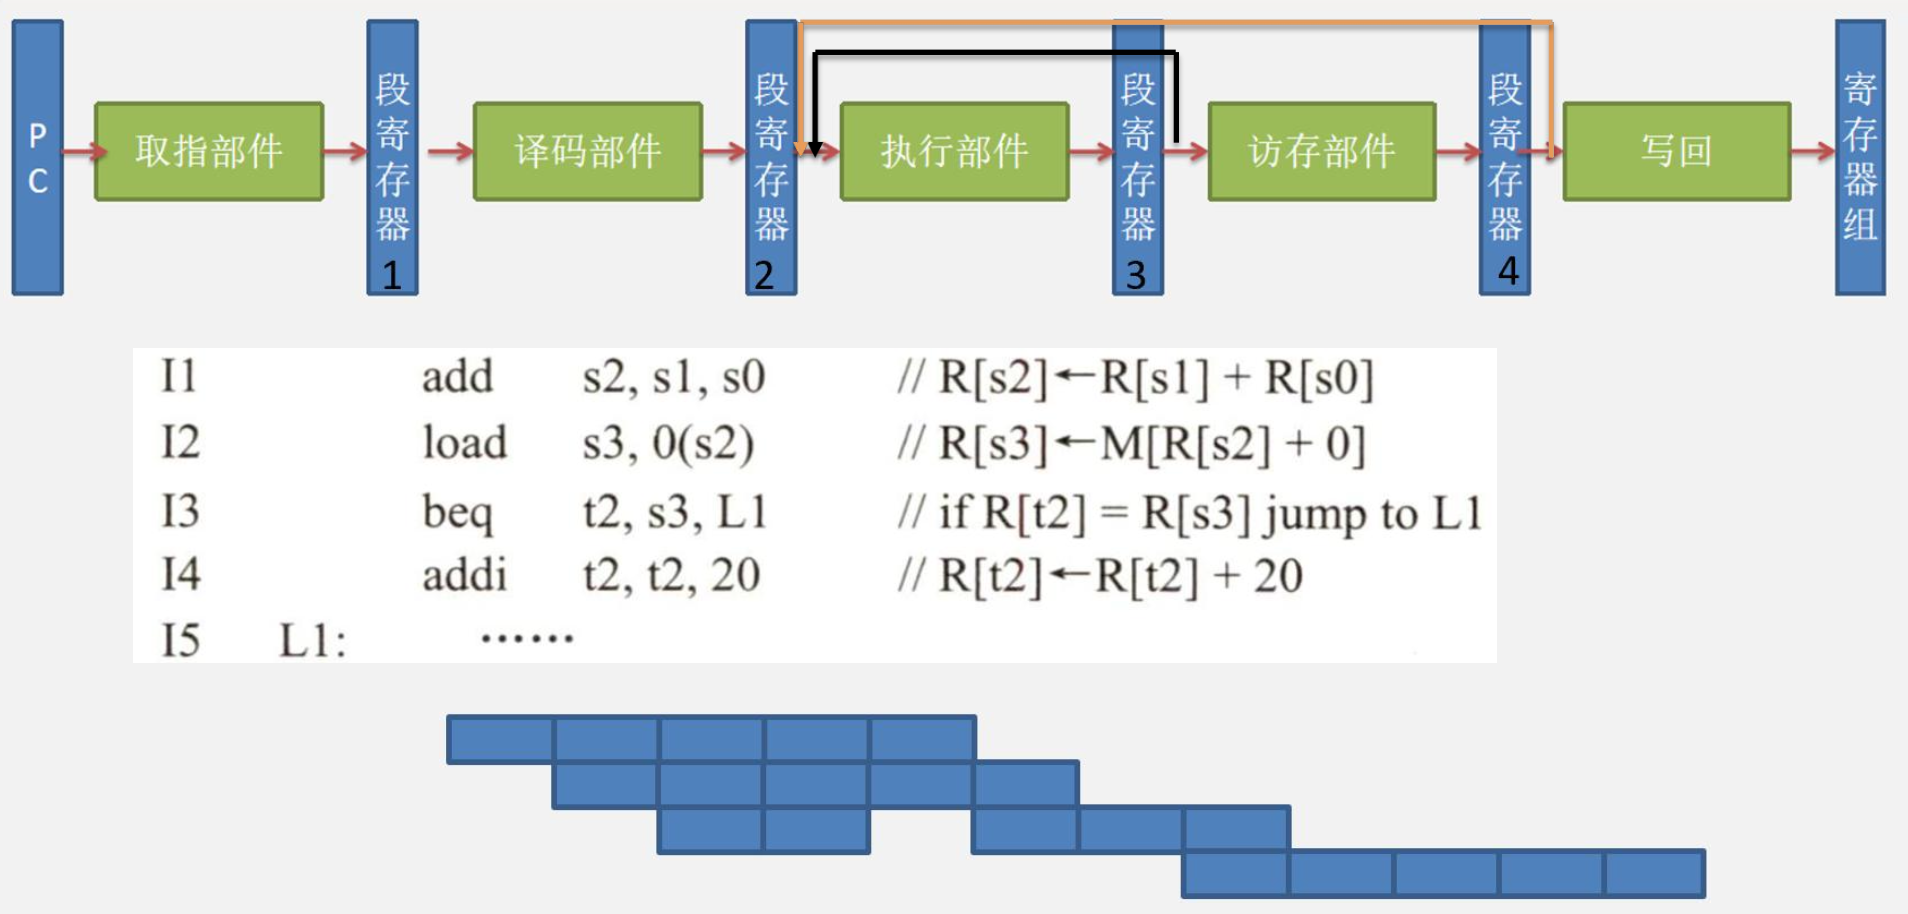 PC
取指部件
段寄存器
1
译码部件
段寄存器
2
执行部件
段寄存器
3
访存部件
段寄存器
4
写回
寄存器组
I1 add s2, s1, s0 // R[s2]←R[s1] + R[s0]
I2 load s3, 0(s2) // R[s3]←M[R[s2] + 0]
I3 beq t2, s3, L1 // if R[t2] = R[s3] jump to L1
I4 addi t2, t2, 20 // R[t2]←R[t2] + 20
I5 L1: ……